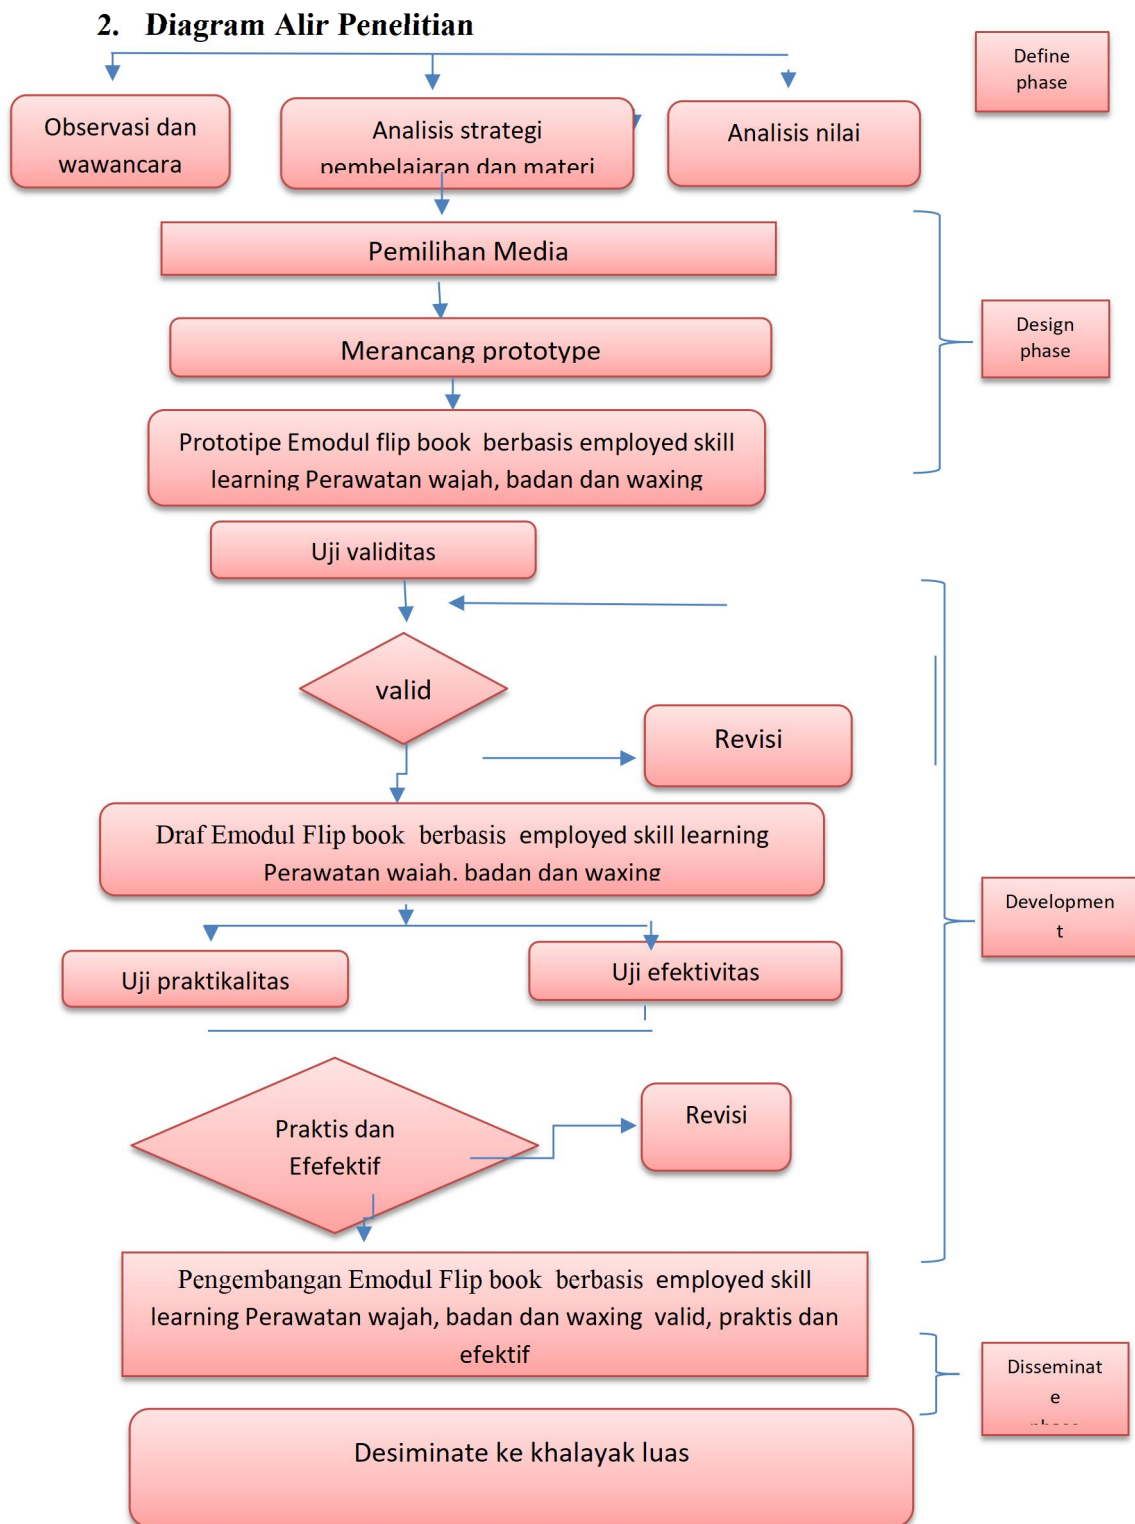 2. Diagram Alir Penelitian
Define
phase
Observasi dan
wawancara
Analisis strategi
pembelajaran dan materi
Analisis nilai
Pemilihan Media
Design
phase
Merancang prototype
Prototipe Emodul flip book berbasis employed skill
learning Perawatan wajah, badan dan waxing
Uji validitas
valid
Revisi
Draf Emodul Flip book berbasis employed skill learning
Perawatan wajah, badan dan waxing
Developmen
t
Uji praktikalitas
Uji efektivitas
Praktis dan
Efefektif
Revisi
Pengembangan Emodul Flip book berbasis employed skill
learning Perawatan wajah, badan dan waxing valid, praktis dan
efektif
Disseminat
e
phase
Desiminate ke khalayak luas